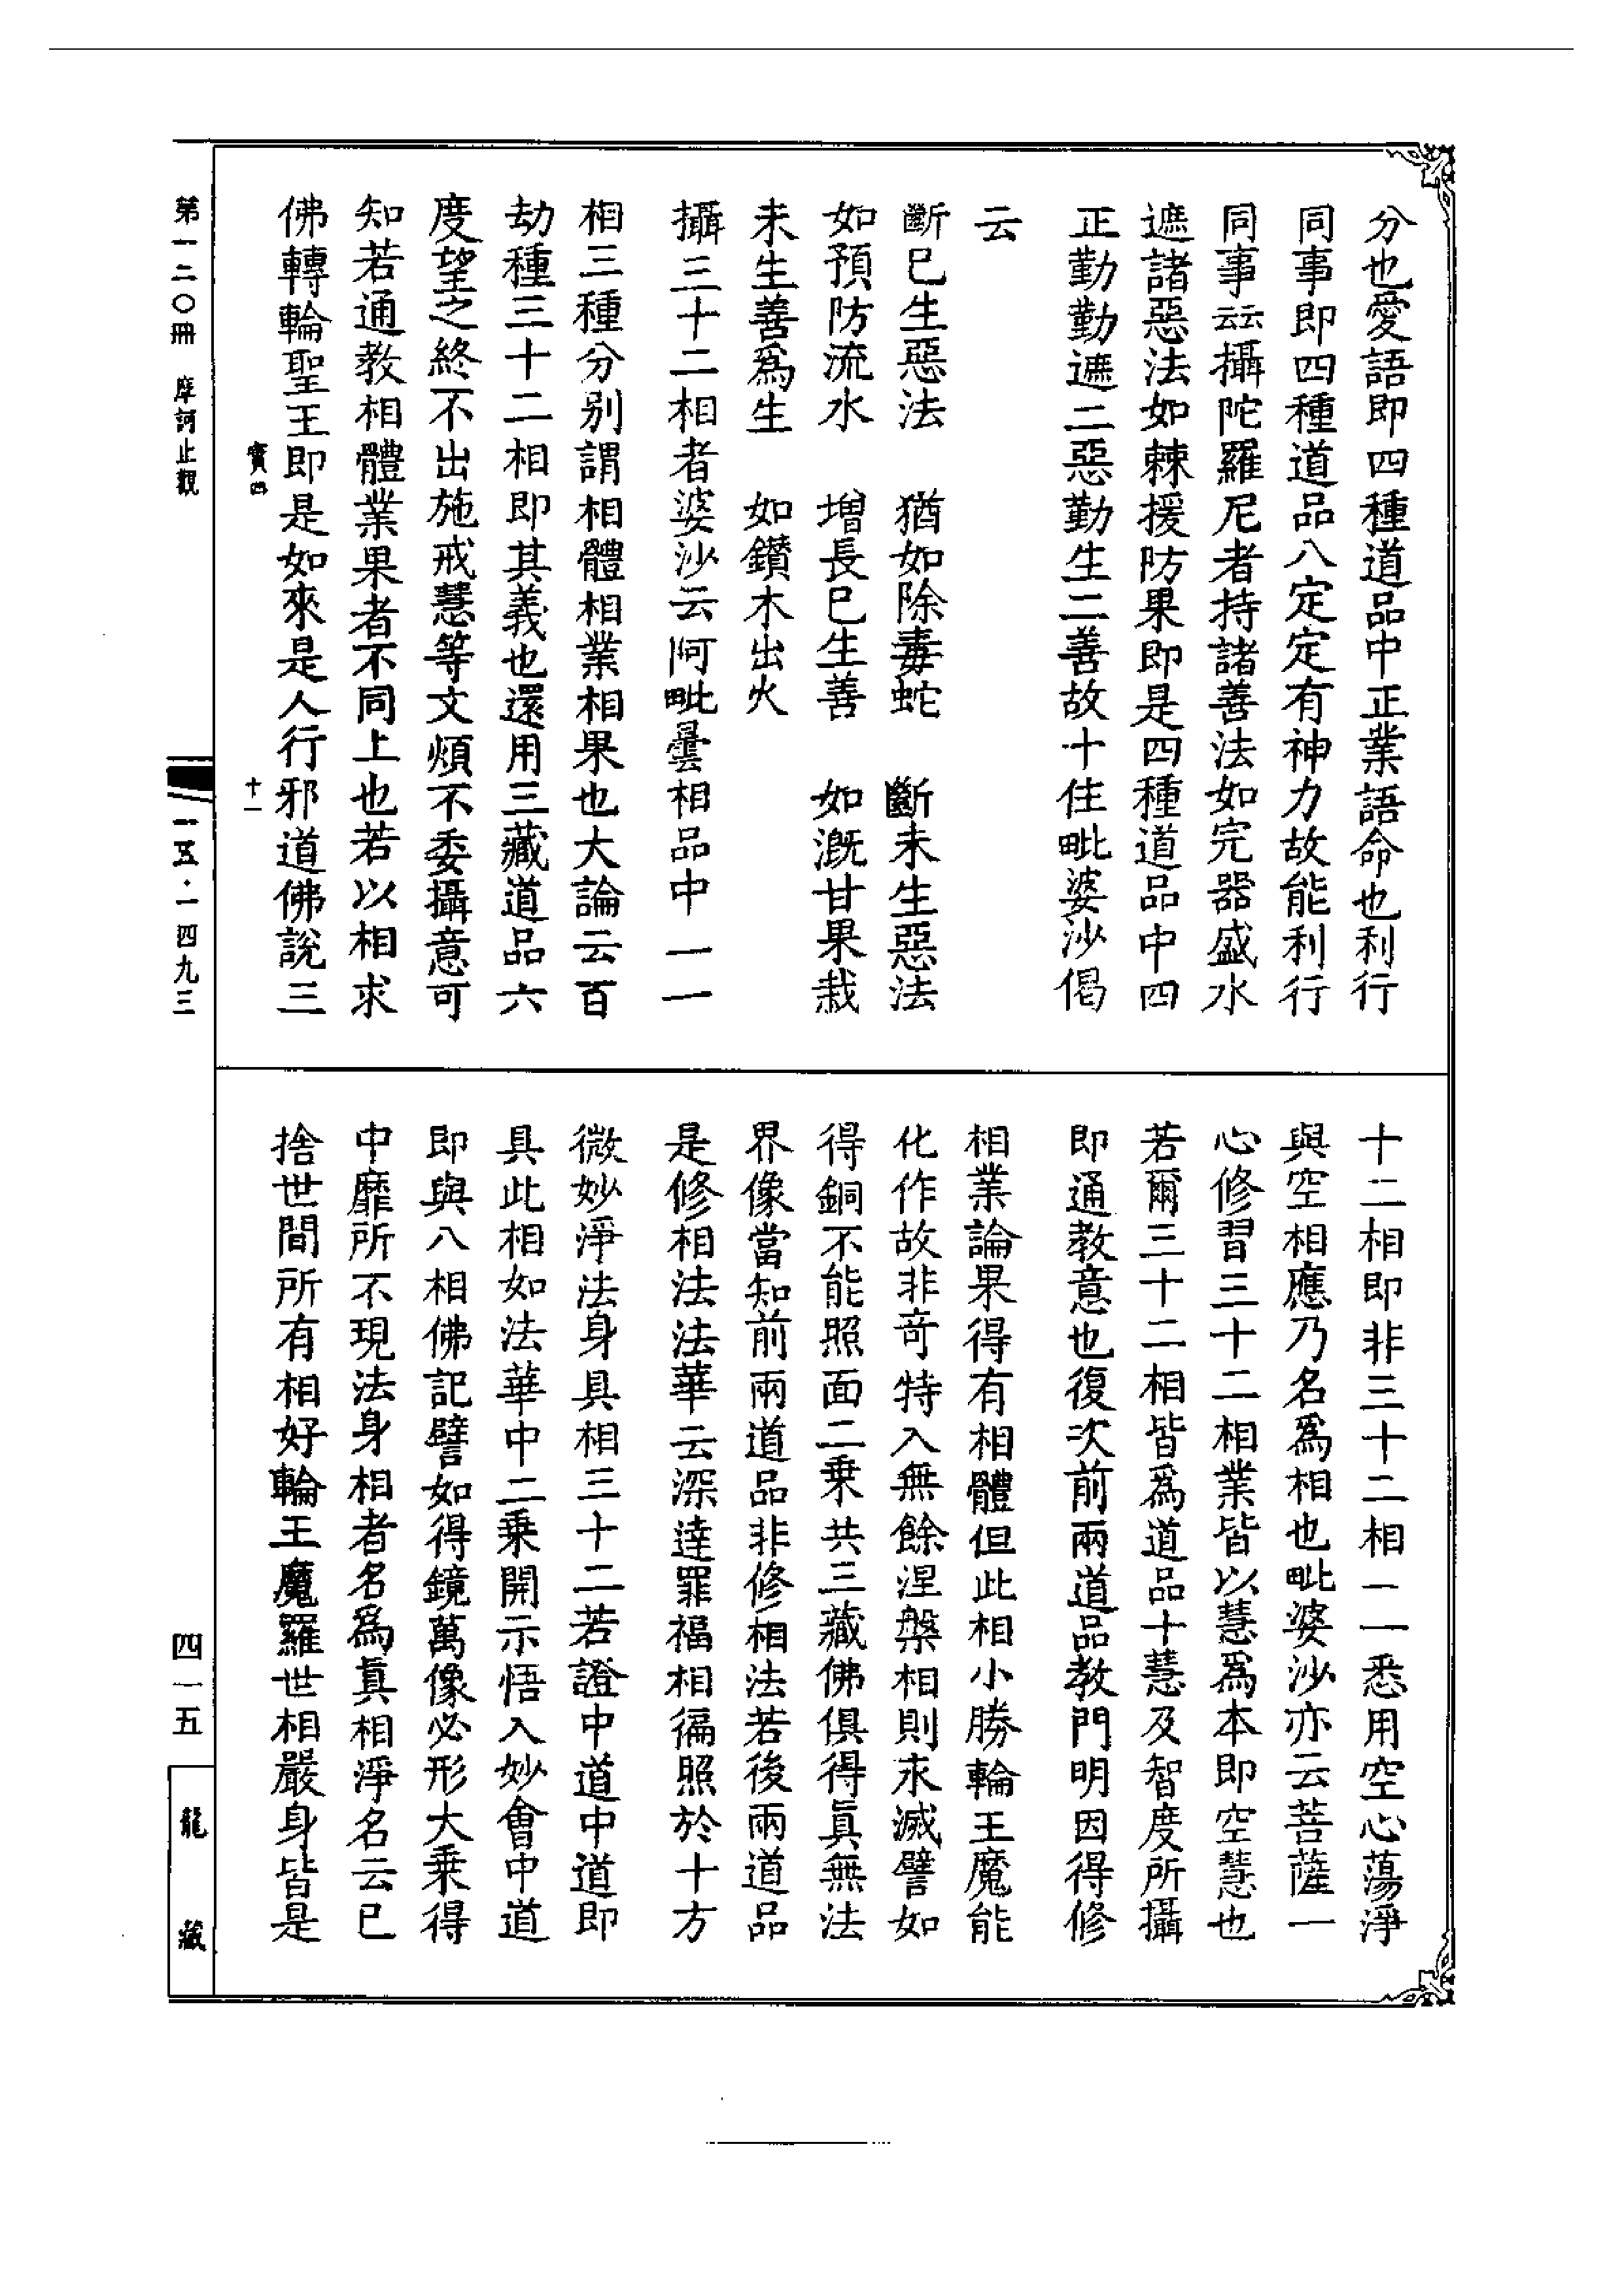 分也愛語即四種道品中正業語命也利行
同事即四種道品八定定有神力故能利行
同事云云攝陀羅尼者持諸善法如完器盛水
遮諸惡法如棘援防果即是四種道品中四
正勤勤遮二惡勤生二善故十住毗婆沙偈
云
斷巳生惡法　猶如除毒蛇　斷未生惡法
如預防流水　增長巳生善　如溉甘果栽
未生善為生　如鑽木出火
攝三十二相者婆沙云阿毗曇相品中一一
相三種分別謂相體相業相果也大論云百
劫種三十二相即其義也還用三藏道品六
度望之終不出施戒慧等文煩不委攝意可
知若通教相體業果者不同上也若以相求
佛轉輪聖王即是如來是人行邪道佛說三
十二相即非三十二相一一悉用空心蕩淨
與空相應乃名為相也毗婆沙亦云菩薩一
心修習三十二相業皆以慧為本即空慧也
若爾三十二相皆為道品十慧及智度所攝
即通教意也復次前兩道品教門明因得修
相業論果得有相體但此相小勝輪王魔能
化作故非奇特入無餘涅槃相則永滅譬如
得銅不能照面二乘共三藏佛俱得眞無法
界像當知前兩道品非修相法若後兩道品
是修相法法華云深達罪福相徧照於十方
微妙淨法身具相三十二若證中道中道即
具此相如法華中二乘開示悟入妙會中道
即與八相佛記譬如得鏡萬像必形大乘得
中靡所不現法身相者名為眞相淨名云巳
捨世間所有相好輪王魔羅世相嚴身皆是
第一二〇冊　摩訶止觀
寶四
十一
一一五·一四九三
四一五
龍藏